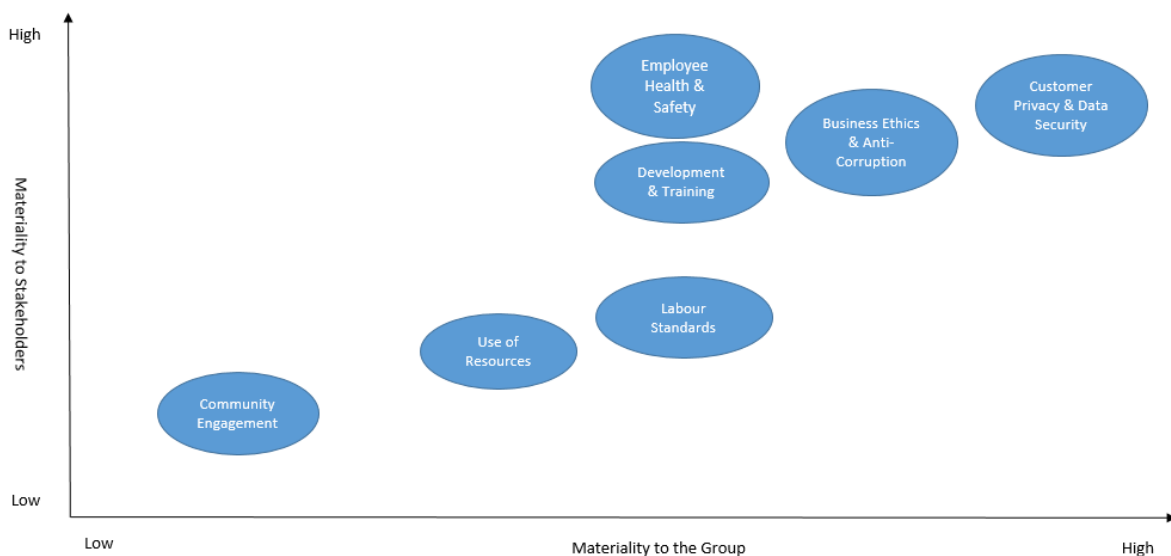 High
Employee
Health &
Safety
Customer
Privacy & Data
Security
Business Ethics
& Anti-
Corruption
Development
& Training
Materiality to Stakeholders
Labour
Standards
Use of
Resources
Community
Engagement
Low
Low
Materiality to the Group
High